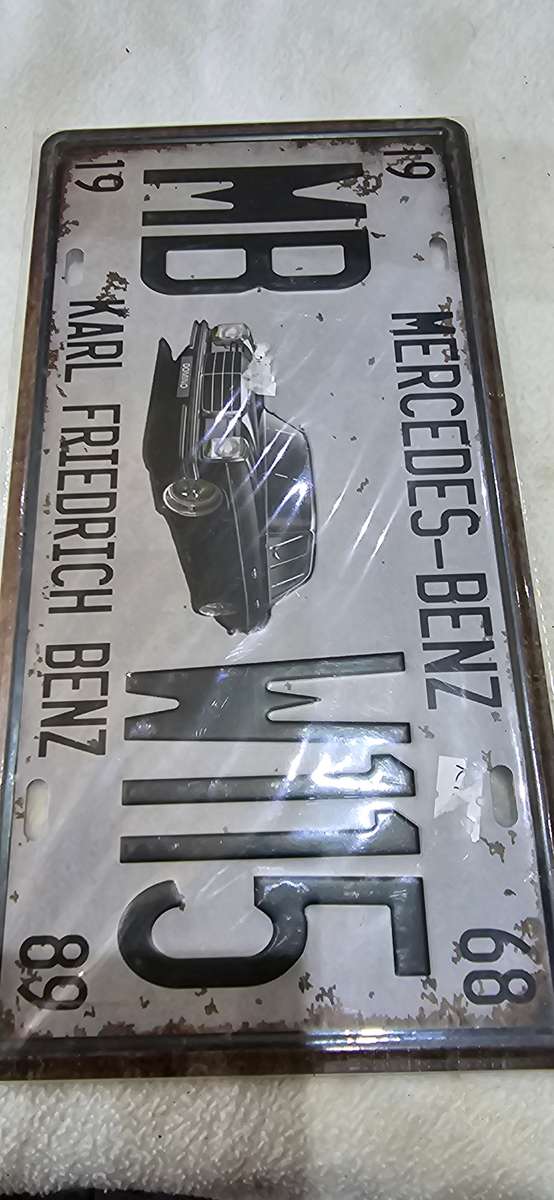 19 MERCEDES-BENZ 68
MB W115
19 KARL FRIEDRICH BENZ 89